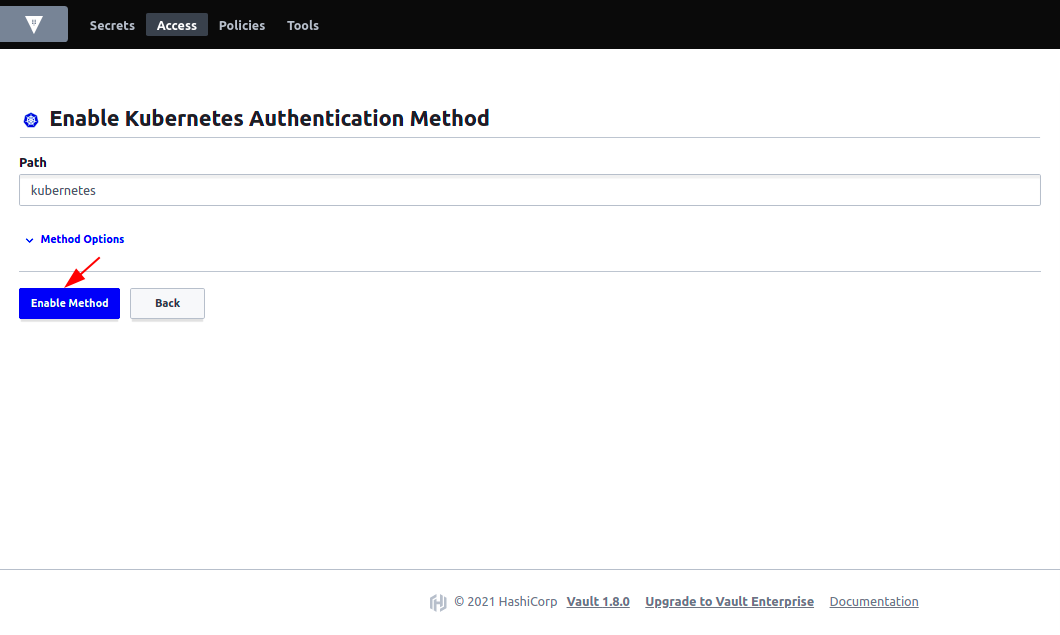 Secrets Access Policies Tools
Enable Kubernetes Authentication Method
Path
kubernetes
Method Options
Enable Method Back
© 2021 HashiCorp Vault 1.8.0 Upgrade to Vault Enterprise Documentation